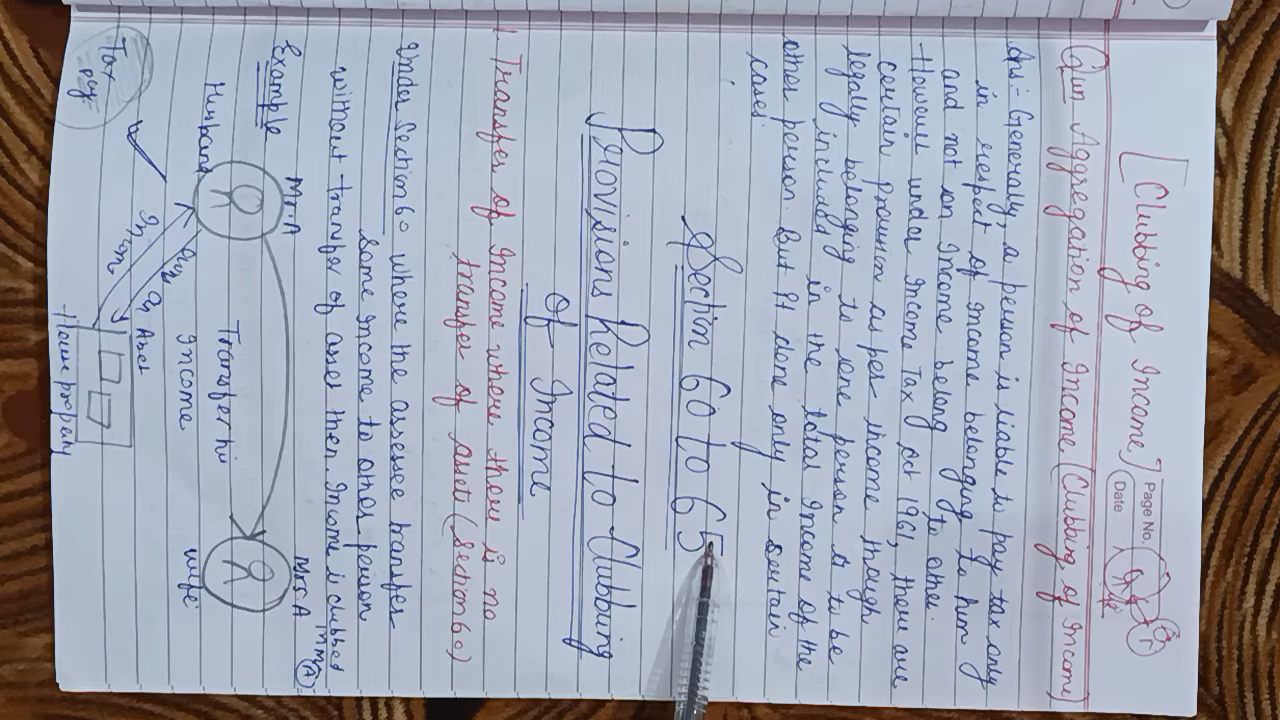 [Clubbing of Income]
Page No.
Date
Qun Aggregation of Income (Clubbing of Income)
Ans:- Generally, a person is liable to pay tax only
in respect of income belonging to him
and not on Income belong to other.
However under Income Tax act 1961, there are
certain provision as per income though
legally belonging to one person is to be
included in the total Income of the
other person. But It done only in certain
cases.
Section 60 to 65
Provisions Related to Clubbing
Of Income
1. Transfer of Income where there is no
transfer of asset (Section 60)
Under Section 60 where the assessee transfer
some income to other person
without transfer of asset then Income is clubbed
Example
Mr. A
Mrs. A
Husband
Transfer hi
Wife
Income
Income
House property
Tax
pay